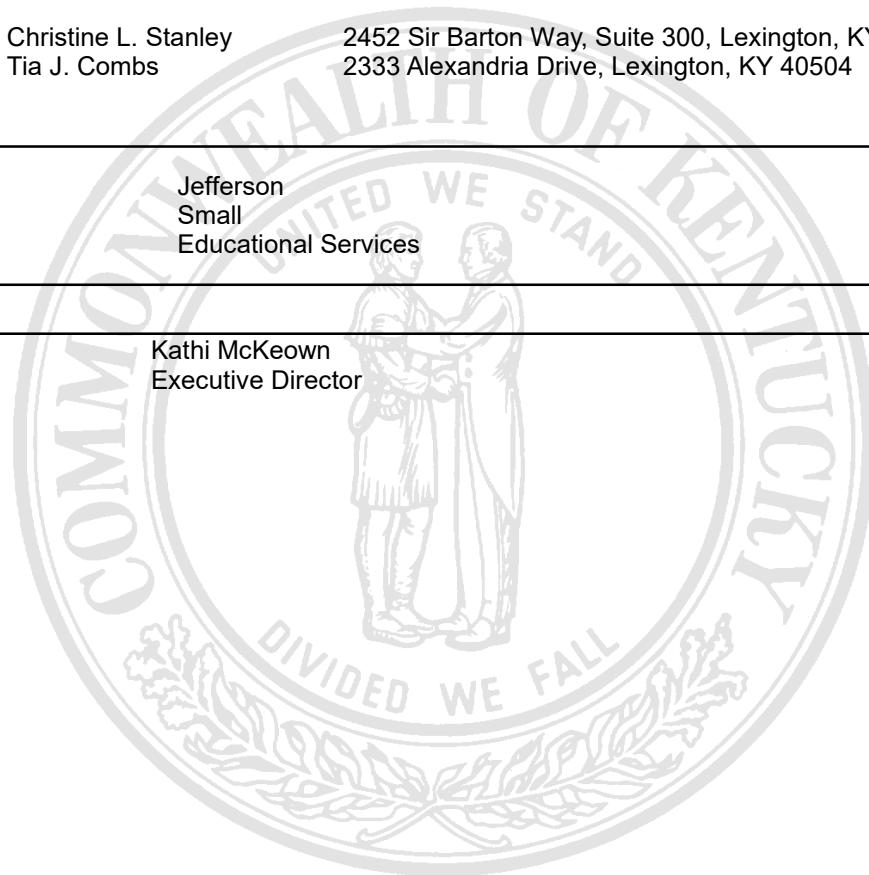 Christine L. Stanley 2452 Sir Barton Way, Suite 300, Lexington, KY
Tia J. Combs 2333 Alexandria Drive, Lexington, KY 40504
COMMONWEALTH OF KENTUCKY
UNITED WE STAND
Jefferson
Small
Educational Services
Kathi McKeown
Executive Director
DIVIDED WE FALL